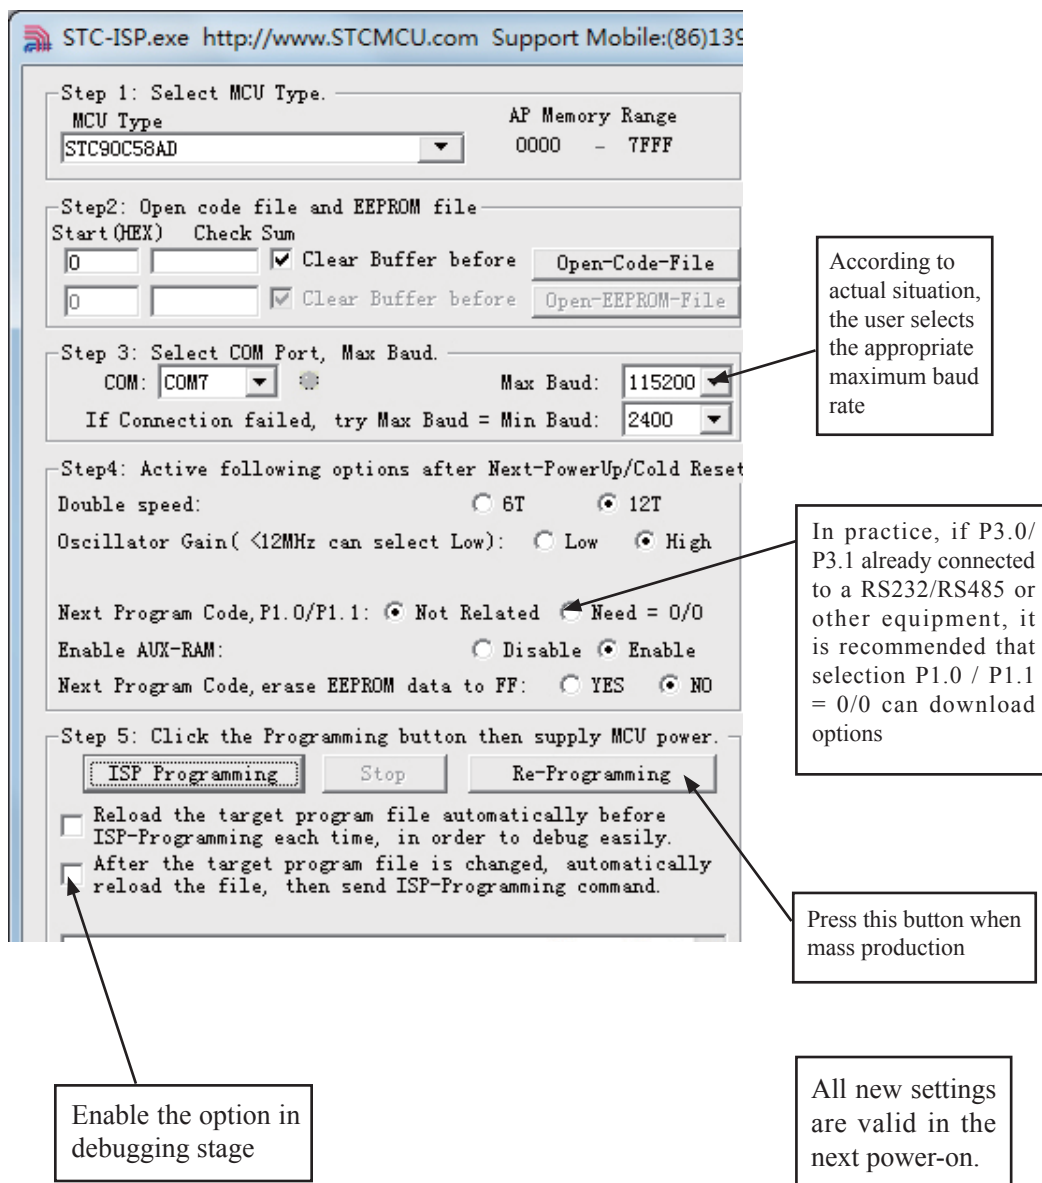 STC-ISP.exe http://www.STCMCU.com Support Mobile:(86)139
Step 1: Select MCU Type.
MCU Type AP Memory Range
STC90C58AD 0000 - 7FFF
Step2: Open code file and EEPROM file
Start(HEX) Check Sum
0 Clear Buffer before Open-Code-File
0 Clear Buffer before Open-EEPROM-File
Step 3: Select COM Port, Max Baud.
COM: COM7 Max Baud: 115200
If Connection failed, try Max Baud = Min Baud: 2400
Step4: Active following options after Next-PowerUp/Cold Reset
Double speed: 6T 12T
Oscillator Gain( <12MHz can select Low): Low High
Next Program Code,P1.0/P1.1: Not Related Need = 0/0
Enable AUX-RAM: Disable Enable
Next Program Code,erase EEPROM data to FF: YES NO
Step 5: Click the Programming button then supply MCU power.
ISP Programming Stop Re-Programming
Reload the target program file automatically before
ISP-Programming each time, in order to debug easily.
After the target program file is changed, automatically
reload the file, then send ISP-Programming command.
According to
actual situation,
the user selects
the appropriate
maximum baud
rate
In practice, if P3.0/
P3.1 already connected
to a RS232/RS485 or
other equipment, it
is recommended that
selection P1.0 / P1.1
= 0/0 can download
options
Press this button when
mass production
Enable the option in
debugging stage
All new settings
are valid in the
next power-on.